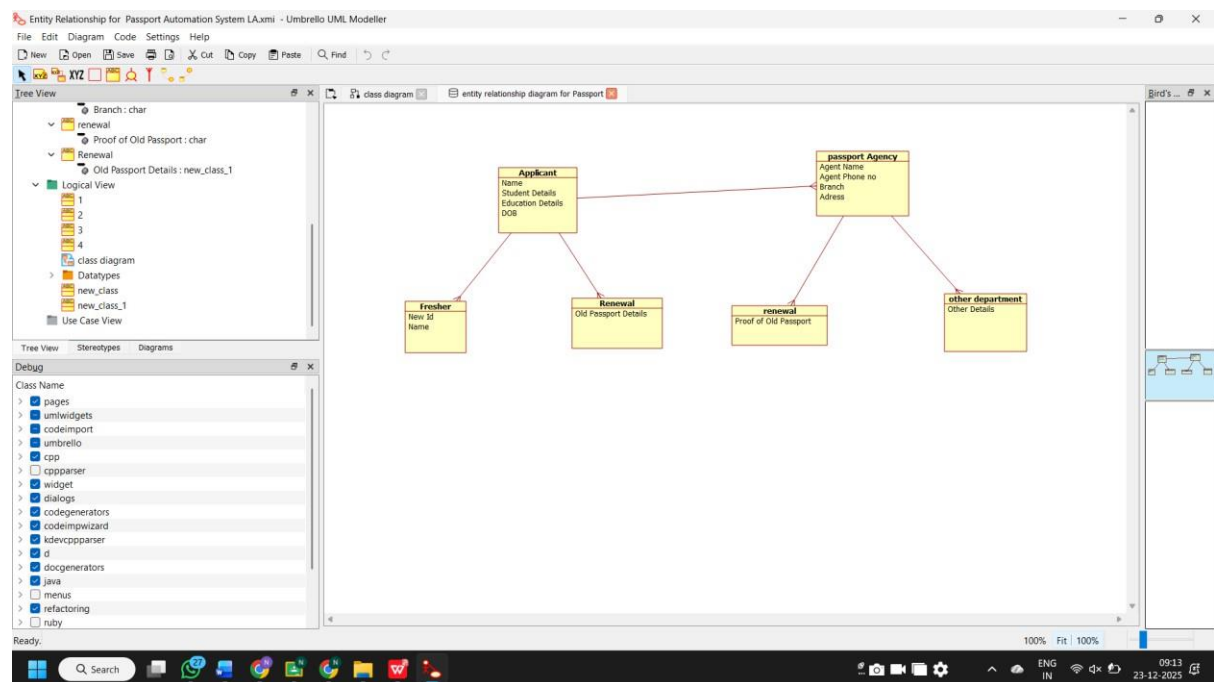 Entity Relationship for Passport Automation System LA.xmi - Umbrello UML Modeller
File Edit Diagram Code Settings Help
New Open Save Cut Copy Paste Find
XYZ
Tree View
class diagram
entity relationship diagram for Passport
Bird's ...
Branch : char
renewal
Proof of Old Passport : char
Renewal
Old Passport Details : new_class_1
Logical View
1
2
3
4
class diagram
Datatypes
new_class
new_class_1
Use Case View
Tree View Stereotypes Diagrams
Debug
Class Name
pages
umlwidgets
codeimport
umbrello
cpp
cppparser
widget
dialogs
codegenerators
codeimpwizard
kdevcppparser
d
docgenerators
java
menus
refactoring
ruby
Applicant
Name
Student Details
Education Details
DOB
passport Agency
Agent Name
Agent Phone no
Branch
Adress
Fresher
New Id
Name
Renewal
Old Passport Details
renewal
Proof of Old Passport
other department
Other Details
Ready.
100% Fit 100%
Search
27
ENG
IN
09:13
23-12-2025